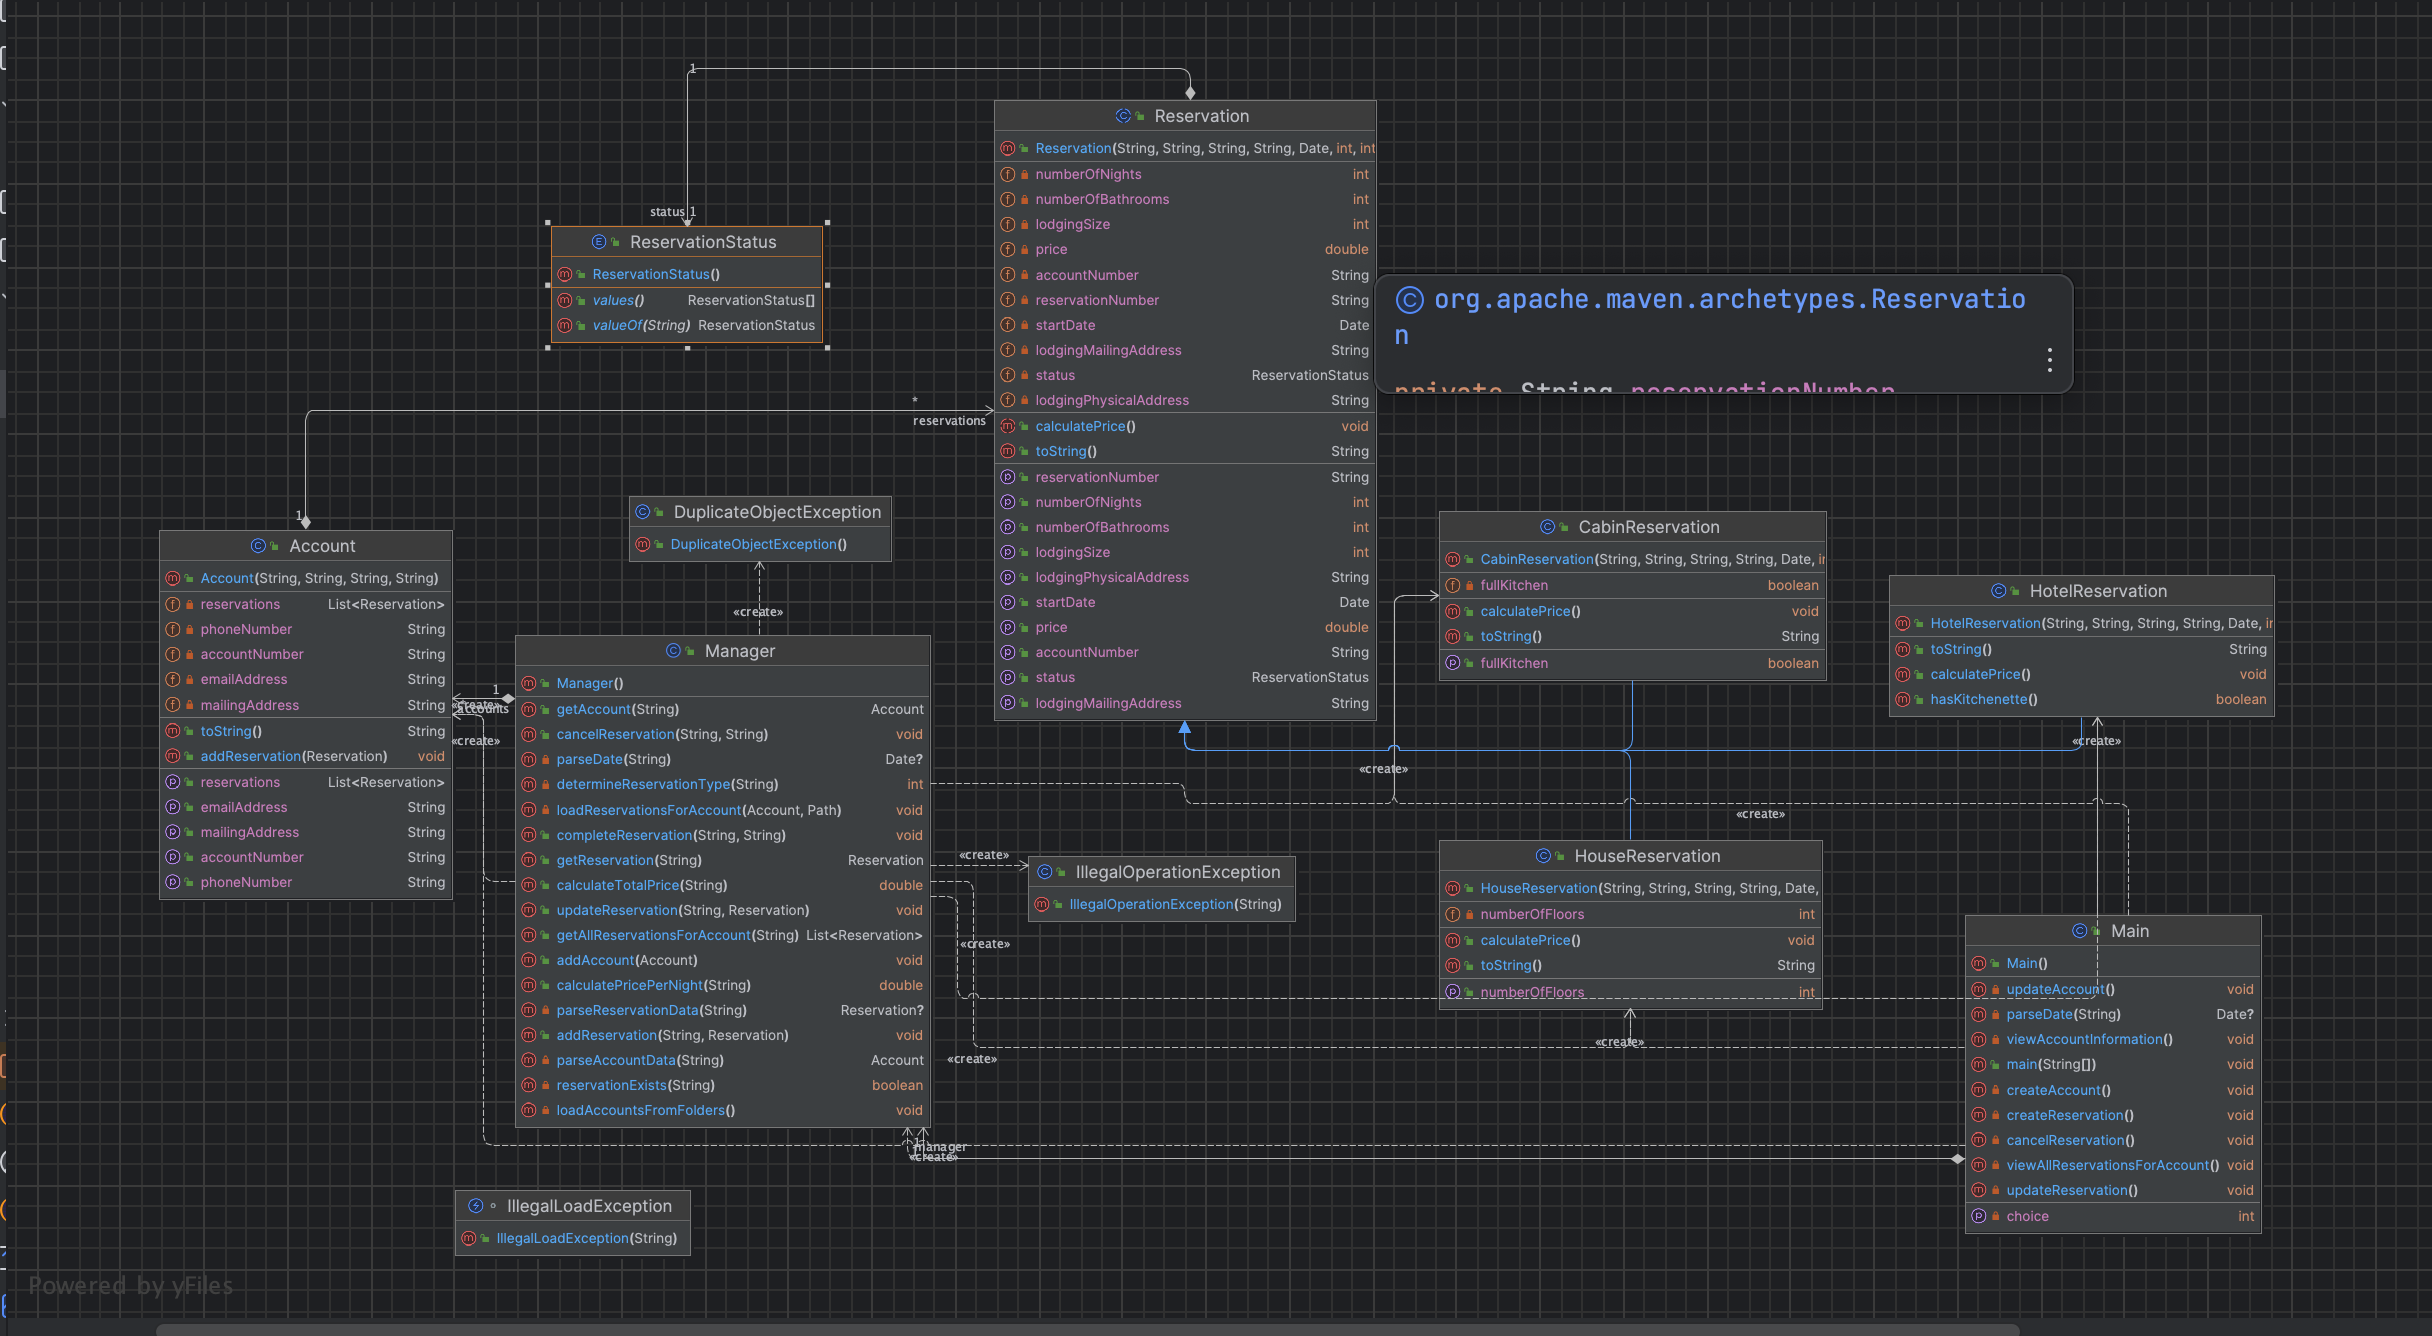 1
Reservation
Reservation(String, String, String, String, Date, int, int
numberOfNights int
numberOfBathrooms int
lodgingSize int
price double
accountNumber String
reservationNumber String
startDate Date
lodgingMailingAddress String
status ReservationStatus
lodgingPhysicalAddress String
calculatePrice() void
toString() String
reservationNumber String
numberOfNights int
numberOfBathrooms int
lodgingSize int
lodgingPhysicalAddress String
startDate Date
price double
accountNumber String
status ReservationStatus
lodgingMailingAddress String
status 1
ReservationStatus
ReservationStatus()
values() ReservationStatus[]
valueOf(String) ReservationStatus
org.apache.maven.archetypes.Reservatio
n
private String reservationNumber
*
reservations
1
Account
Account(String, String, String, String)
reservations List<Reservation>
phoneNumber String
accountNumber String
emailAddress String
mailingAddress String
toString() String
addReservation(Reservation) void
reservations List<Reservation>
emailAddress String
mailingAddress String
accountNumber String
phoneNumber String
DuplicateObjectException
DuplicateObjectException()
«create»
1
«create»
accounts
«create»
Manager
Manager()
getAccount(String) Account
cancelReservation(String, String) void
parseDate(String) Date?
determineReservationType(String) int
loadReservationsForAccount(Account, Path) void
completeReservation(String, String) void
getReservation(String) Reservation
calculateTotalPrice(String) double
updateReservation(String, Reservation) void
getAllReservationsForAccount(String) List<Reservation>
addAccount(Account) void
calculatePricePerNight(String) double
parseReservationData(String) Reservation?
addReservation(String, Reservation) void
parseAccountData(String) Account
reservationExists(String) boolean
loadAccountsFromFolders() void
CabinReservation
CabinReservation(String, String, String, String, Date, in
fullKitchen boolean
calculatePrice() void
toString() String
fullKitchen boolean
HotelReservation
HotelReservation(String, String, String, String, Date, in
toString() String
calculatePrice() void
hasKitchenette() boolean
«create»
«create»
«create»
«create»
IllegalOperationException
IllegalOperationException(String)
«create»
«create»
HouseReservation
HouseReservation(String, String, String, String, Date,
numberOfFloors int
calculatePrice() void
toString() String
numberOfFloors int
«create»
Main
Main()
updateAccount() void
parseDate(String) Date?
viewAccountInformation() void
main(String[]) void
createAccount() void
createReservation() void
cancelReservation() void
viewAllReservationsForAccount() void
updateReservation() void
choice int
1
manager
«create»
IllegalLoadException
IllegalLoadException(String)
Powered by yFiles